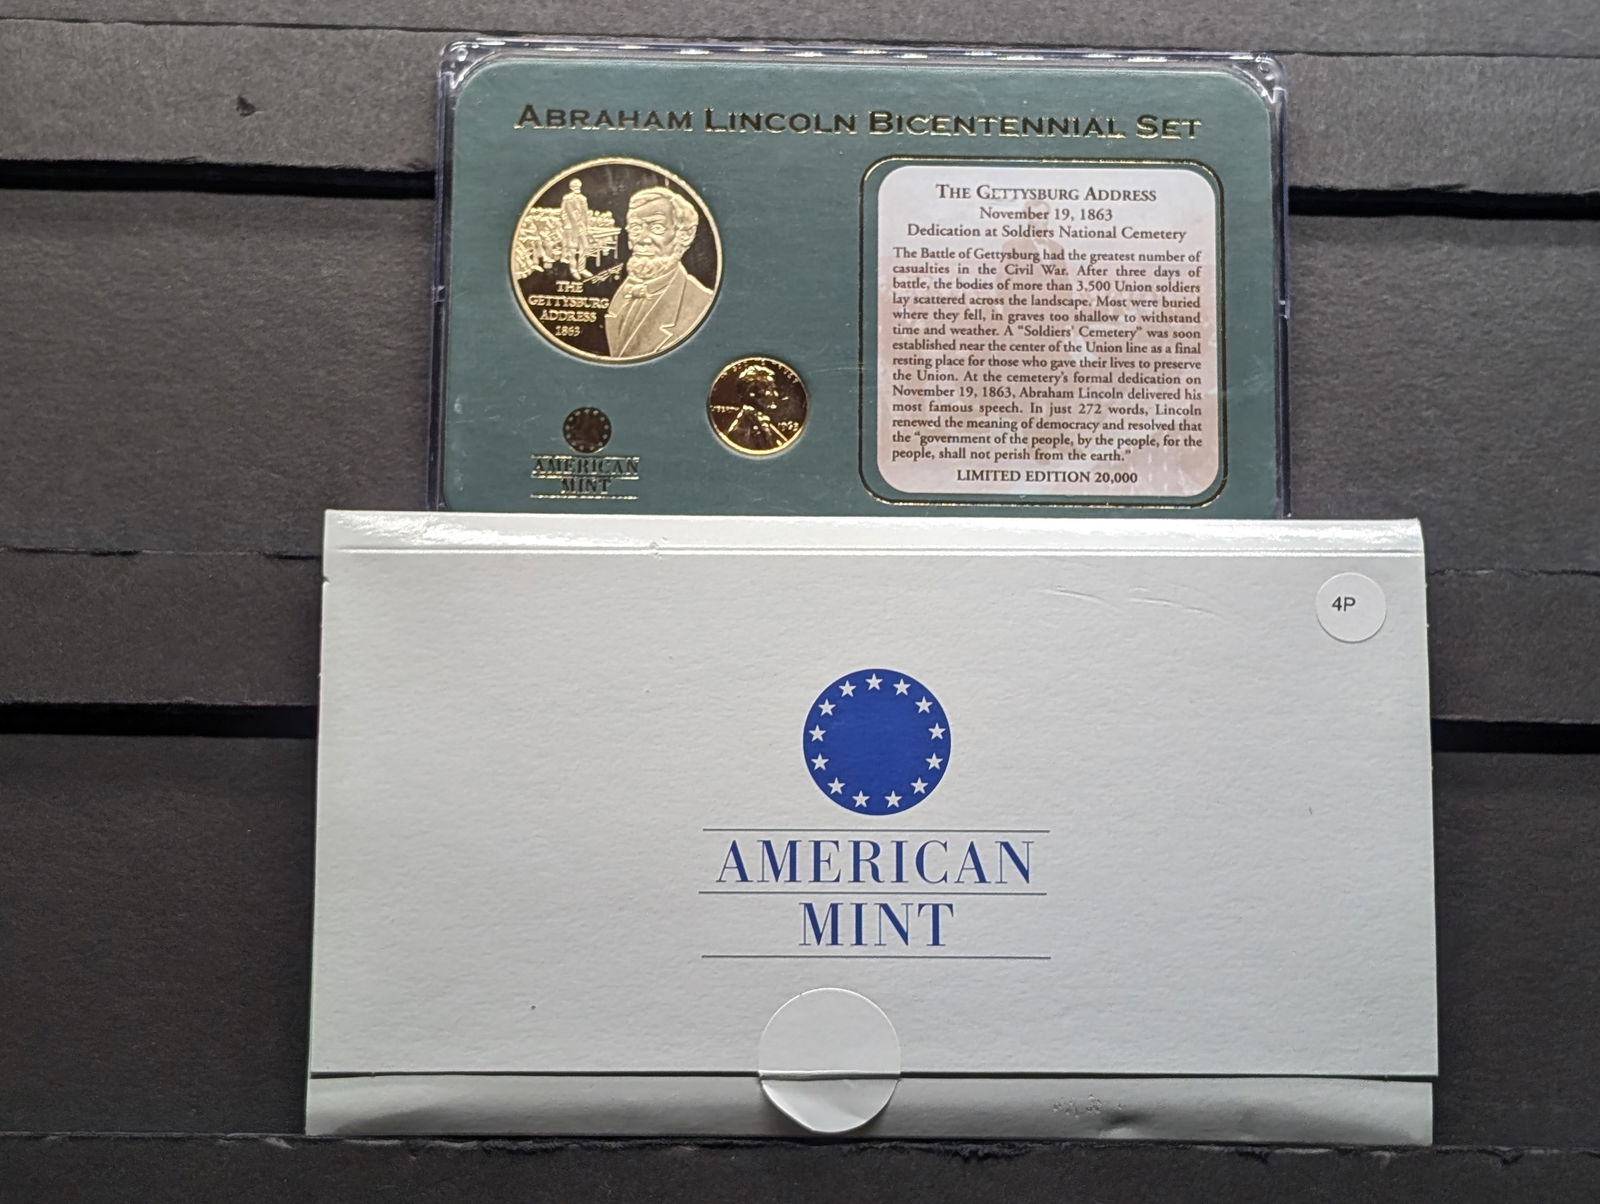 ABRAHAM LINCOLN BICENTENNIAL SET
THE
GETTYSBURG
ADDRESS
1863
LIBERTY
1963
AMERICAN
MINT
THE GETTYSBURG ADDRESS
November 19, 1863
Dedication at Soldiers National Cemetery
The Battle of Gettysburg had the greatest number of
casualties in the Civil War. After three days of
battle, the bodies of more than 3,500 Union soldiers
lay scattered across the landscape. Most were buried
where they fell, in graves too shallow to withstand
time and weather. A "Soldiers' Cemetery" was soon
established near the center of the Union line as a final
resting place for those who gave their lives to preserve
the Union. At the cemetery's formal dedication on
November 19, 1863, Abraham Lincoln delivered his
most famous speech. In just 272 words, Lincoln
renewed the meaning of democracy and resolved that
the "government of the people, by the people, for the
people, shall not perish from the earth."
LIMITED EDITION 20,000
4P
AMERICAN
MINT